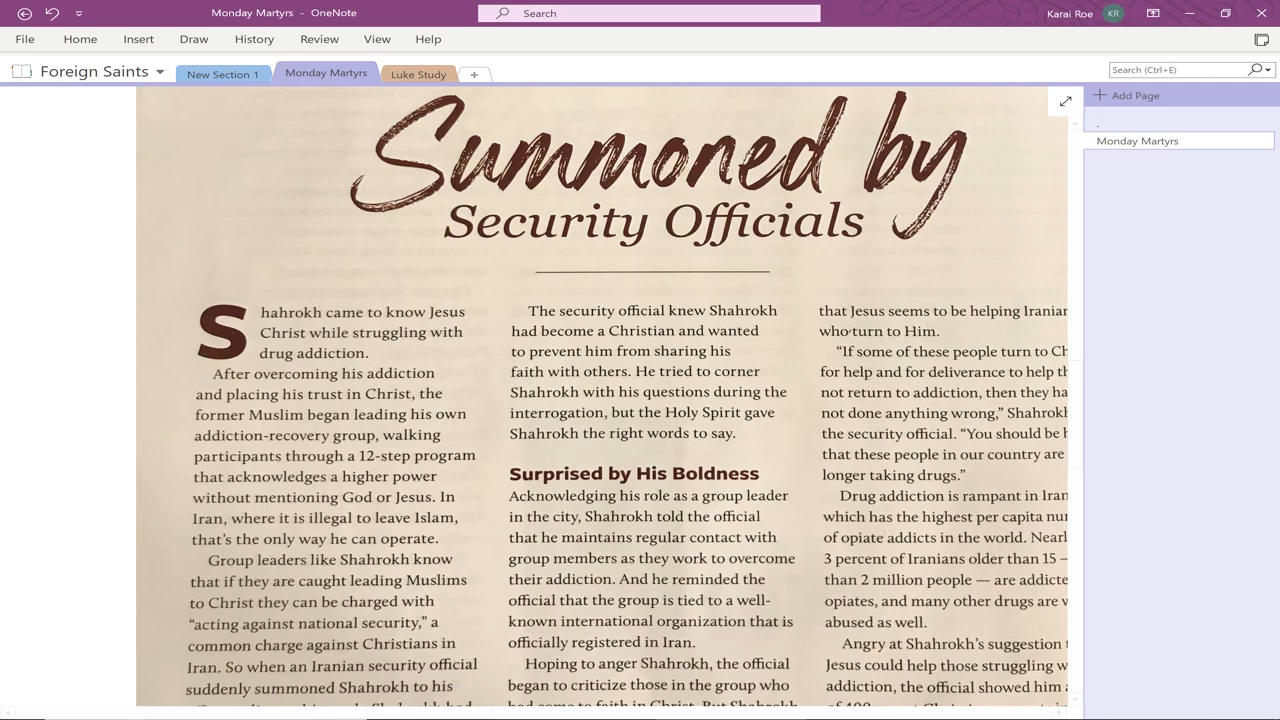 Monday Martyrs - OneNote
Search
Karai Roe
KR
File
Home
Insert
Draw
History
Review
View
Help
Foreign Saints
New Section 1
Monday Martyrs
Luke Study
+
Search (Ctrl+E)
Add Page
.
Monday Martyrs
Summoned by
Security Officials
Shahrokh came to know Jesus
Christ while struggling with
drug addiction.
After overcoming his addiction
and placing his trust in Christ, the
former Muslim began leading his own
addiction-recovery group, walking
participants through a 12-step program
that acknowledges a higher power
without mentioning God or Jesus. In
Iran, where it is illegal to leave Islam,
that's the only way he can operate.
Group leaders like Shahrokh know
that if they are caught leading Muslims
to Christ they can be charged with
“acting against national security,” a
common charge against Christians in
Iran. So when an Iranian security official
suddenly summoned Shahrokh to his
The security official knew Shahrokh
had become a Christian and wanted
to prevent him from sharing his
faith with others. He tried to corner
Shahrokh with his questions during the
interrogation, but the Holy Spirit gave
Shahrokh the right words to say.
Surprised by His Boldness
Acknowledging his role as a group leader
in the city, Shahrokh told the official
that he maintains regular contact with
group members as they work to overcome
their addiction. And he reminded the
official that the group is tied to a well-
known international organization that is
officially registered in Iran.
Hoping to anger Shahrokh, the official
began to criticize those in the group who
had come to faith in Christ. But Shahrokh
that Jesus seems to be helping Iranian
who turn to Him.
“If some of these people turn to Ch
for help and for deliverance to help th
not return to addiction, then they ha
not done anything wrong,” Shahrokh
the security official. “You should be h
that these people in our country are
longer taking drugs.”
Drug addiction is rampant in Iran
which has the highest per capita nu
of opiate addicts in the world. Nearl
3 percent of Iranians older than 15 —
than 2 million people — are addicte
opiates, and many other drugs are w
abused as well.
Angry at Shahrokh's suggestion t
Jesus could help those struggling w
addiction, the official showed him a